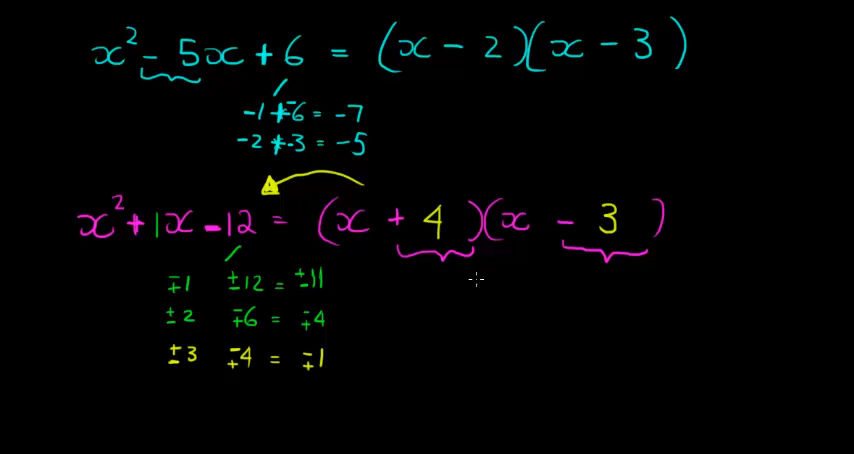 x² - 5x + 6 = (x - 2)(x - 3)
-1 + -6 = -7
-2 + -3 = -5
x² + 1x - 12 = (x + 4)(x - 3)
∓1 ±12 = ±11
±2 ∓6 = ∓4
±3 ∓4 = ∓1